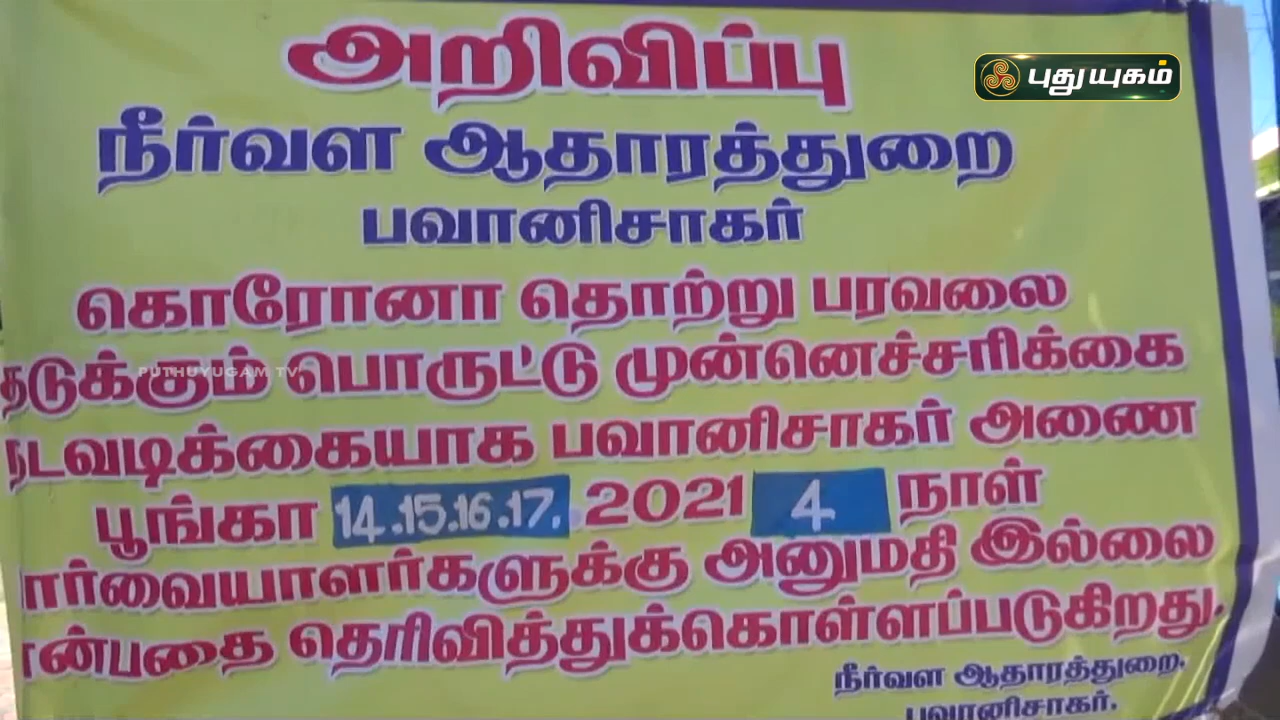 அறிவிப்பு
புதுயுகம்
நீர்வள ஆதாரத்துறை
பவானிசாகர்
கொரோனா தொற்று பரவலை
தடுக்கும் பொருட்டு முன்னெச்சரிக்கை
PUTHUYUGAM TV
நடவடிக்கையாக பவானிசாகர் அணை
பூங்கா 14.15.16.17. .2021 4 நாள்
பார்வையாளர்களுக்கு அனுமதி இல்லை
என்பதை தெரிவித்துக்கொள்ளப்படுகிறது.
நீர்வள ஆதாரத்துறை.
பவானிசாகர்.